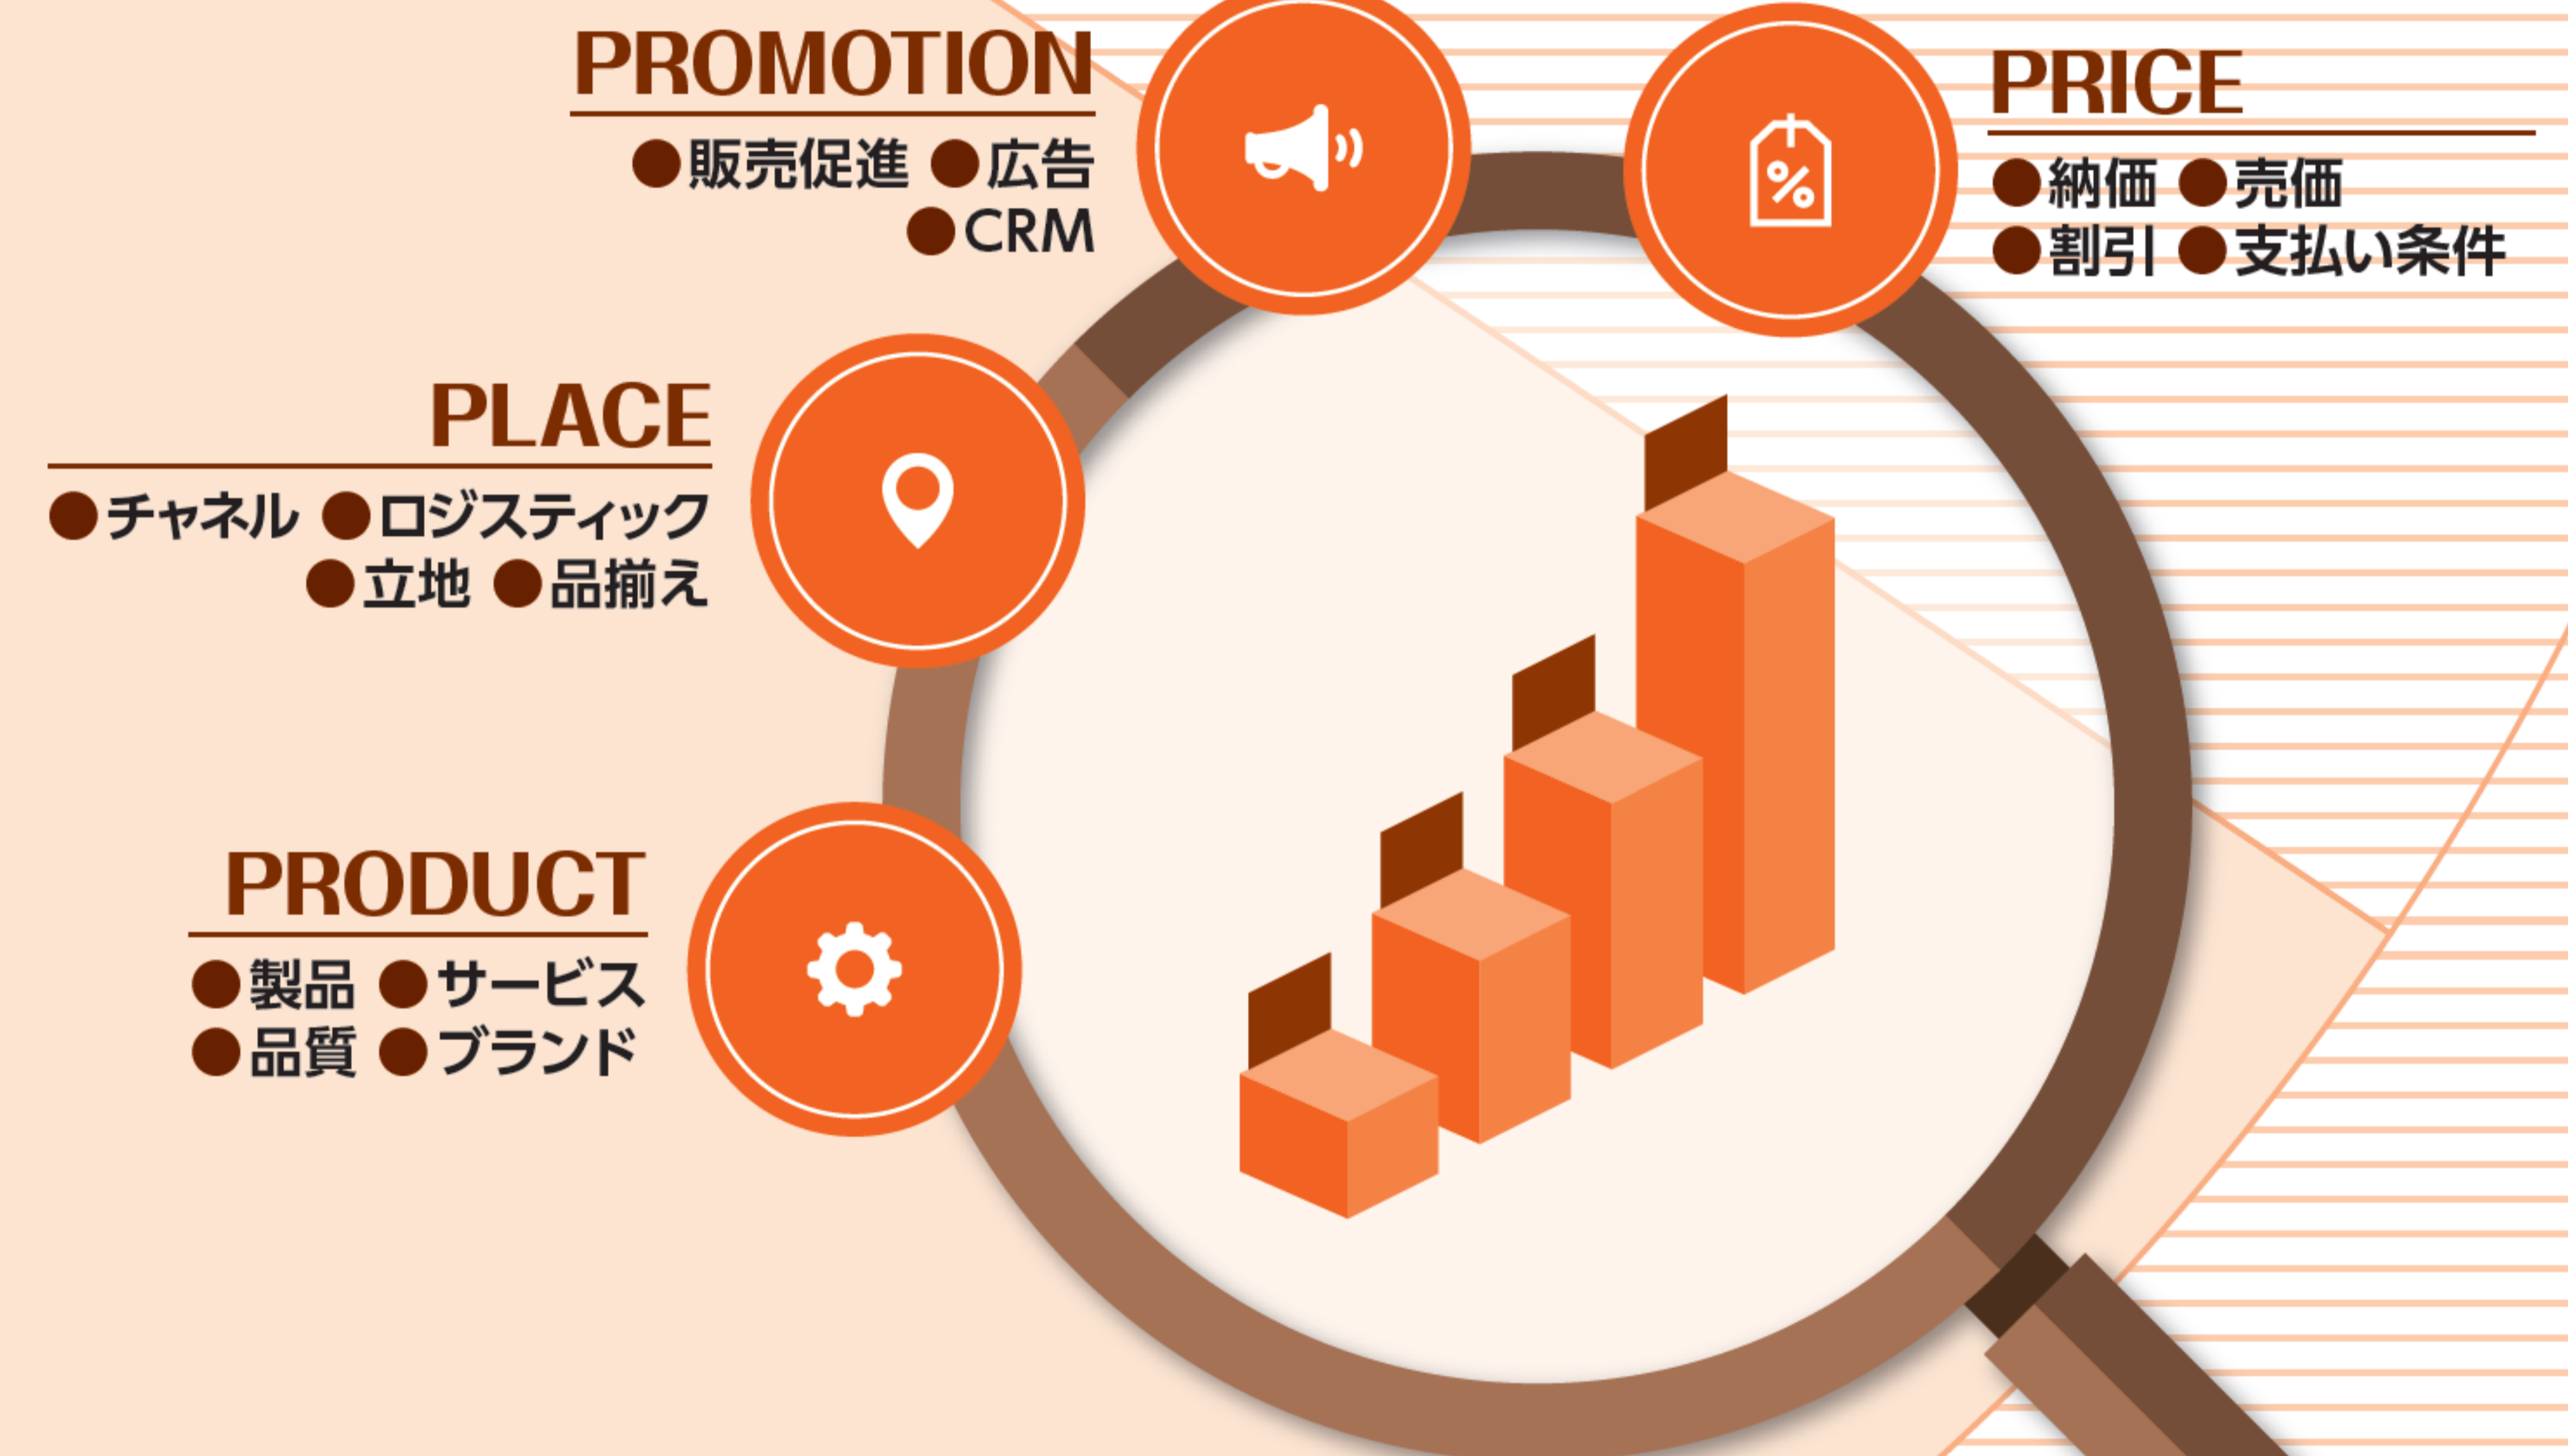 PROMOTION
●販売促進 ●広告
●CRM
PRICE
●納価 ●売価
●割引 ●支払い条件
PLACE
●チャネル ●ロジスティック
●立地 ●品揃え
PRODUCT
●製品 ●サービス
●品質 ●ブランド
%